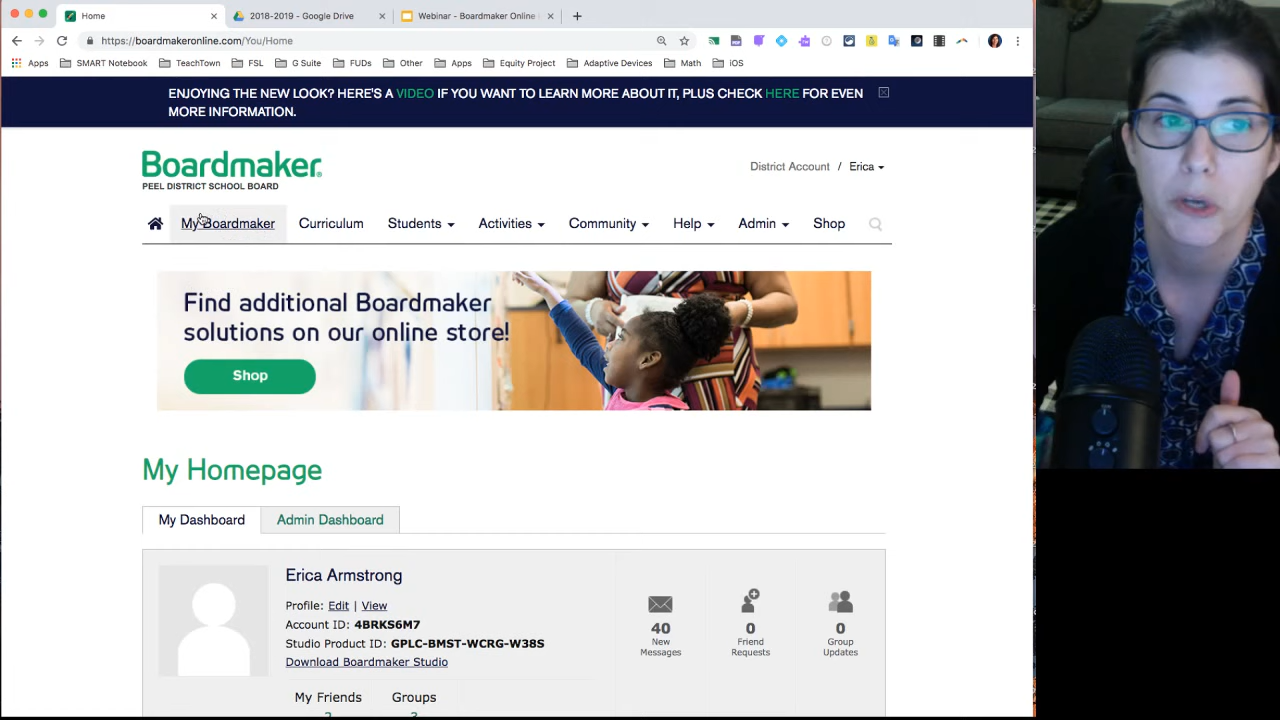 Home
2018-2019 - Google Drive
Webinar - Boardmaker Online
https://boardmakeronline.com/You/Home
Apps SMART Notebook TeachTown FSL G Suite FUDs Other Apps Equity Project Adaptive Devices Math iOS
ENJOYING THE NEW LOOK? HERE'S A VIDEO IF YOU WANT TO LEARN MORE ABOUT IT, PLUS CHECK HERE FOR EVEN
MORE INFORMATION.
Boardmaker®
PEEL DISTRICT SCHOOL BOARD
District Account / Erica
My Boardmaker Curriculum Students Activities Community Help Admin Shop
Find additional Boardmaker
solutions on our online store!
Shop
My Homepage
My Dashboard Admin Dashboard
Erica Armstrong
Profile: Edit | View
Account ID: 4BRKS6M7
Studio Product ID: GPLC-BMST-WCRG-W38S
Download Boardmaker Studio
My Friends Groups
40
New
Messages
0
Friend
Requests
0
Group
Updates